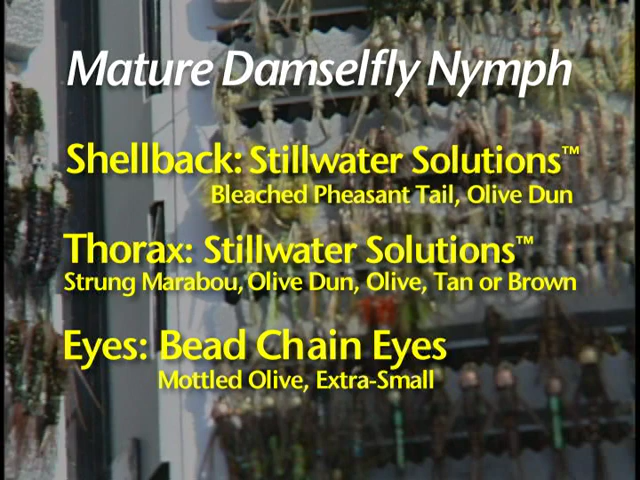 Mature Damselfly Nymph
Shellback: Stillwater Solutions™
Bleached Pheasant Tail, Olive Dun
Thorax: Stillwater Solutions™
Strung Marabou, Olive Dun, Olive, Tan or Brown
Eyes: Bead Chain Eyes
Mottled Olive, Extra-Small